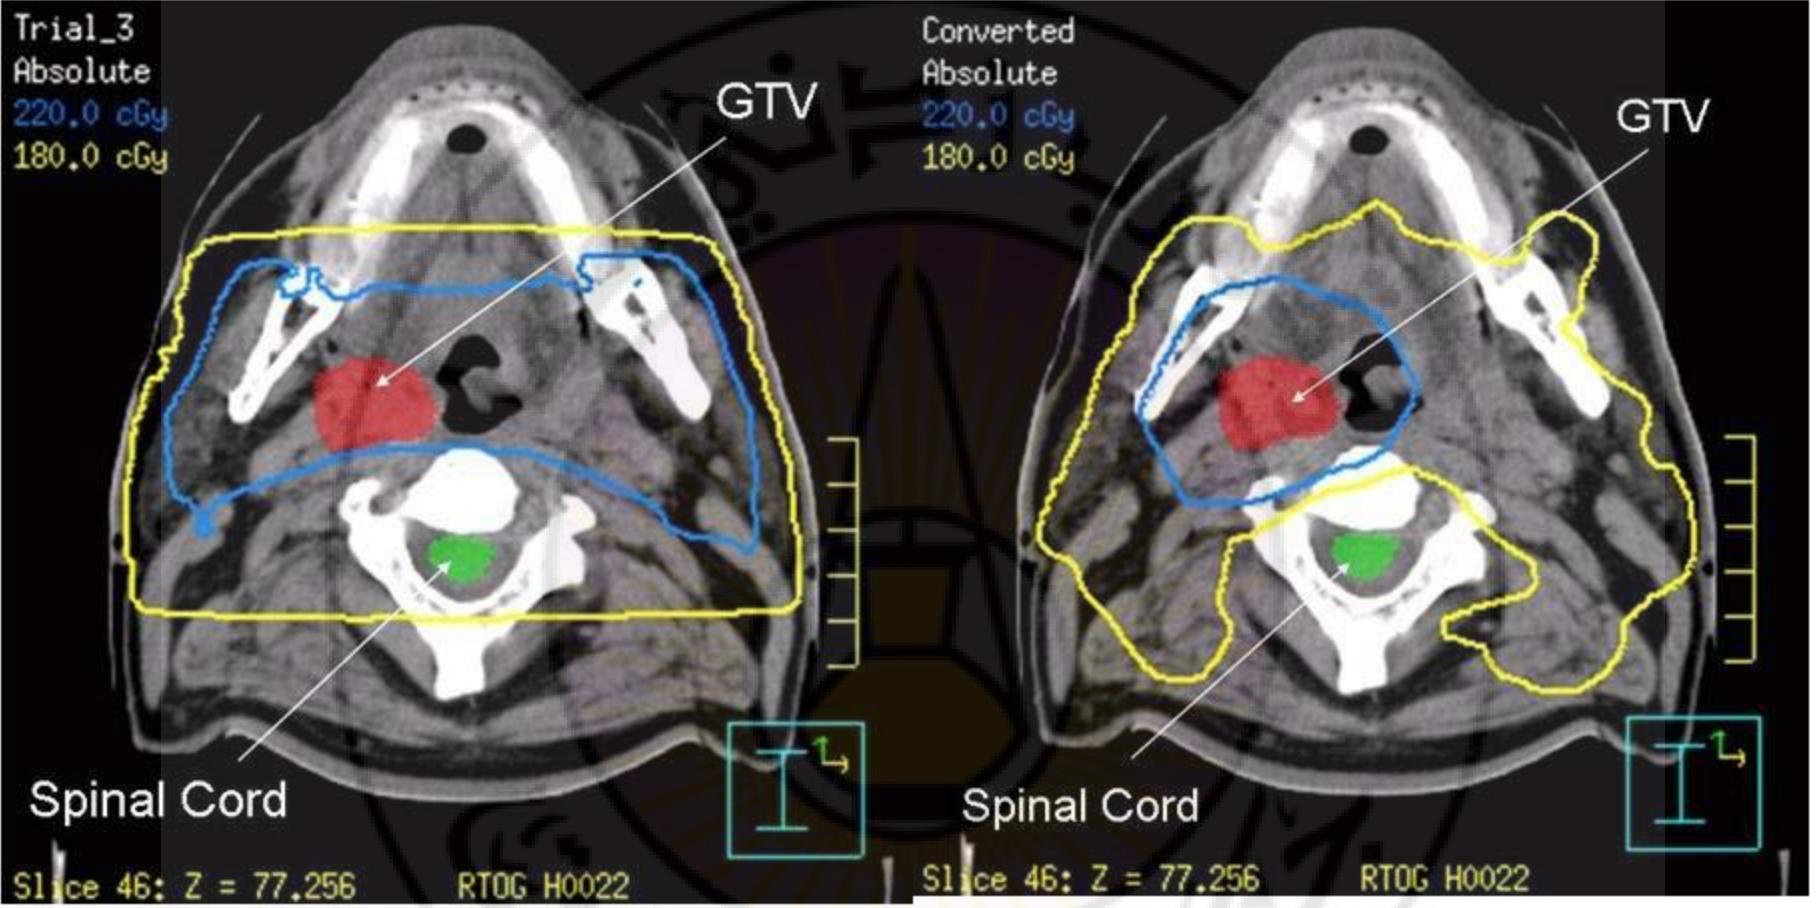 Trial_3
Absolute
220.0 cGy
180.0 cGy
GTV
Spinal Cord
Slice 46: Z = 77.256 RTOG H0022
Converted
Absolute
220.0 cGy
180.0 cGy
GTV
Spinal Cord
Slice 46: Z = 77.256 RTOG H0022